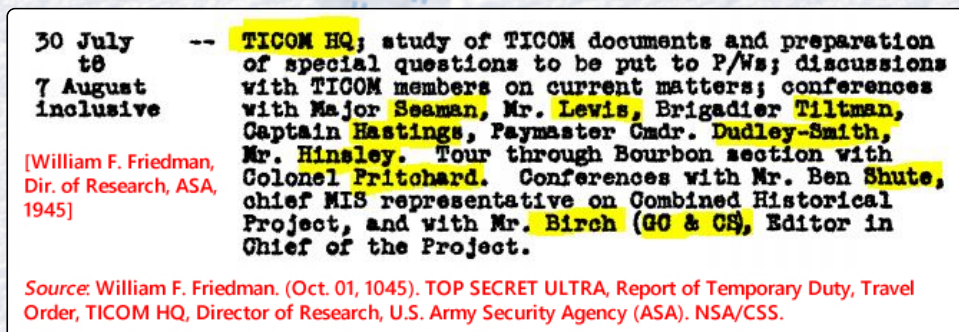 30 July -- TICOM HQ; study of TICOM documents and preparation
to of special questions to be put to P/Ws; discussions
7 August with TICOM members on current matters; conferences
inclusive with Major Seaman, Mr. Lewis, Brigadier Tiltman,
Captain Hastings, Paymaster Cmdr. Dudley-Smith,
[William F. Friedman, Mr. Hinsley. Tour through Bourbon section with
Dir. of Research, ASA, Colonel Pritchard. Conferences with Mr. Ben Shute,
1945] chief MIS representative on Combined Historical
Project, and with Mr. Birch (GC & CS), Editor in
Chief of the Project.
Source: William F. Friedman. (Oct. 01, 1045). TOP SECRET ULTRA, Report of Temporary Duty, Travel
Order, TICOM HQ, Director of Research, U.S. Army Security Agency (ASA). NSA/CSS.